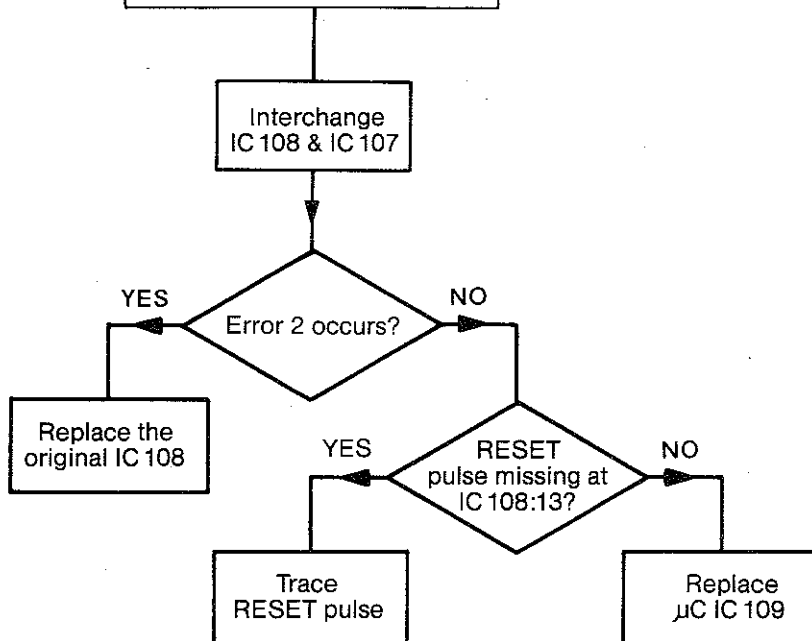 Interchange
IC 108 & IC 107
YES
NO
Error 2 occurs?
Replace the
original IC 108
YES
RESET
pulse missing at
IC 108:13?
NO
Trace
RESET pulse
Replace
µC IC 109